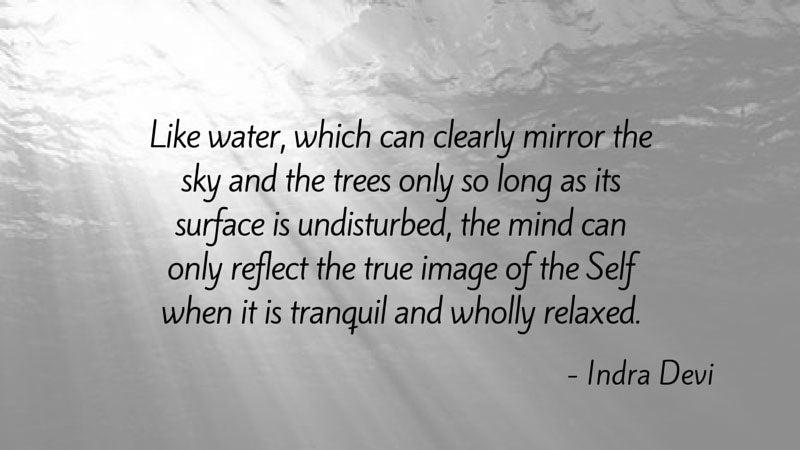 Like water, which can clearly mirror the
sky and the trees only so long as its
surface is undisturbed, the mind can
only reflect the true image of the Self
when it is tranquil and wholly relaxed.
- Indra Devi